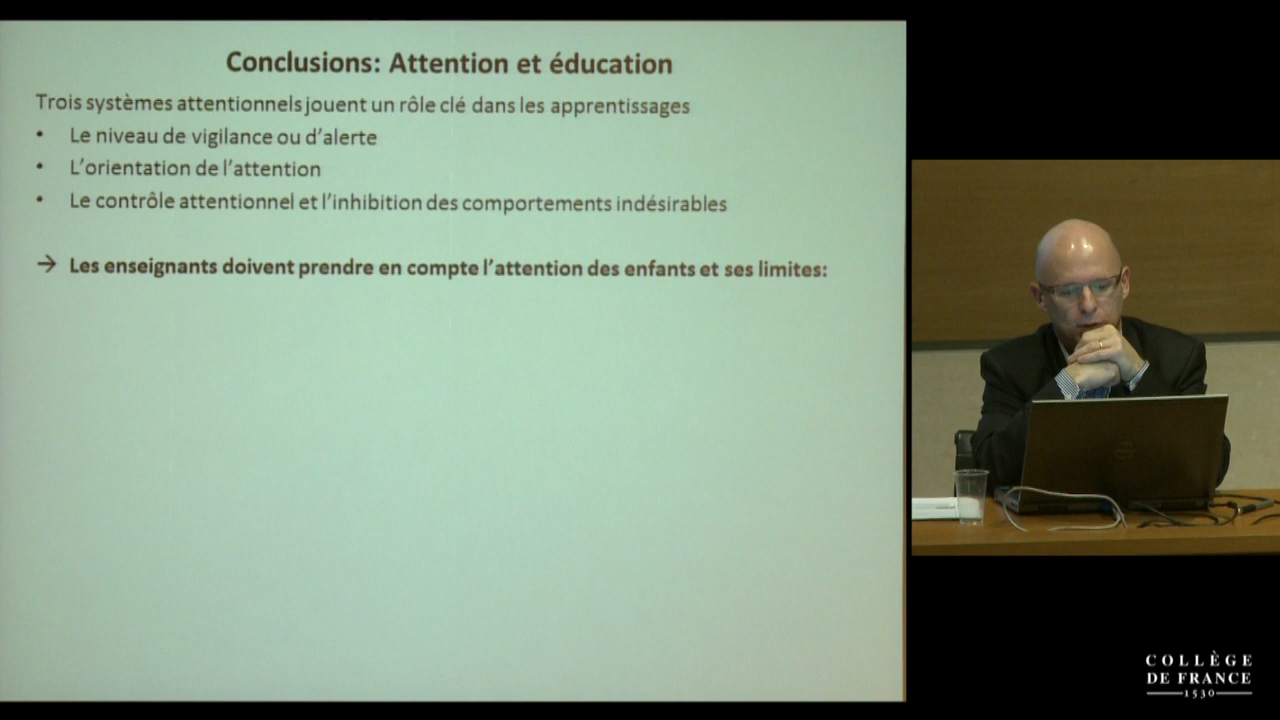 Conclusions: Attention et éducation
Trois systèmes attentionnels jouent un rôle clé dans les apprentissages
• Le niveau de vigilance ou d'alerte
• L'orientation de l'attention
• Le contrôle attentionnel et l'inhibition des comportements indésirables
→ Les enseignants doivent prendre en compte l'attention des enfants et ses limites:
COLLÈGE
DE FRANCE
1530